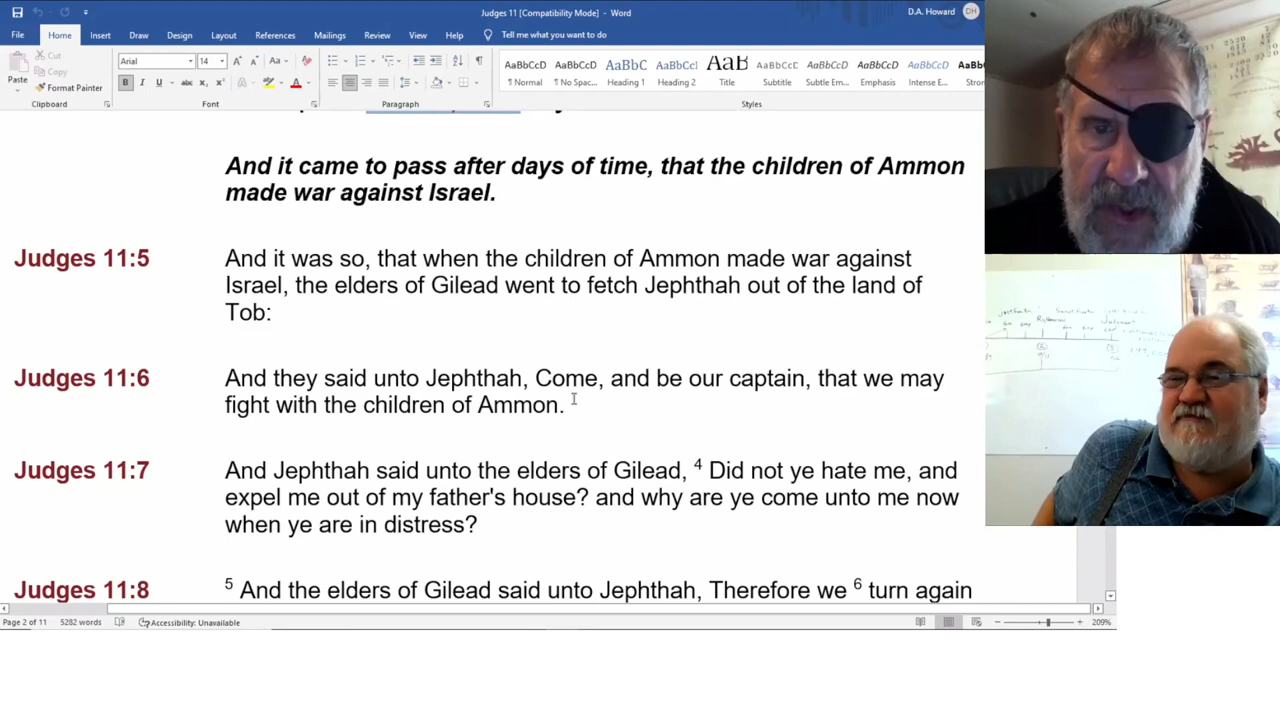 Judges 11 [Compatibility Mode] - Word
D.A. Howard DH
File Home Insert Draw Design Layout References Mailings Review View Help Tell me what you want to do
Paste Cut
Copy
Format Painter
Arial 14
AaBbCcD AaBbCcD AaBbC AaBbCcI AaB AaBbCcD AaBbCcD AaBbCcD AaBbCcD AaBbCcD
¶ Normal ¶ No Spac... Heading 1 Heading 2 Title Subtitle Subtle Em... Emphasis Intense E... Stron
Clipboard Font Paragraph Styles
And it came to pass after days of time, that the children of Ammon
made war against Israel.
Judges 11:5 And it was so, that when the children of Ammon made war against
Israel, the elders of Gilead went to fetch Jephthah out of the land of
Tob:
Judges 11:6 And they said unto Jephthah, Come, and be our captain, that we may
fight with the children of Ammon.
Judges 11:7 And Jephthah said unto the elders of Gilead, 4 Did not ye hate me, and
expel me out of my father's house? and why are ye come unto me now
when ye are in distress?
Judges 11:8 5 And the elders of Gilead said unto Jephthah, Therefore we 6 turn again
Page 2 of 11 5282 words Accessibility: Unavailable 209%